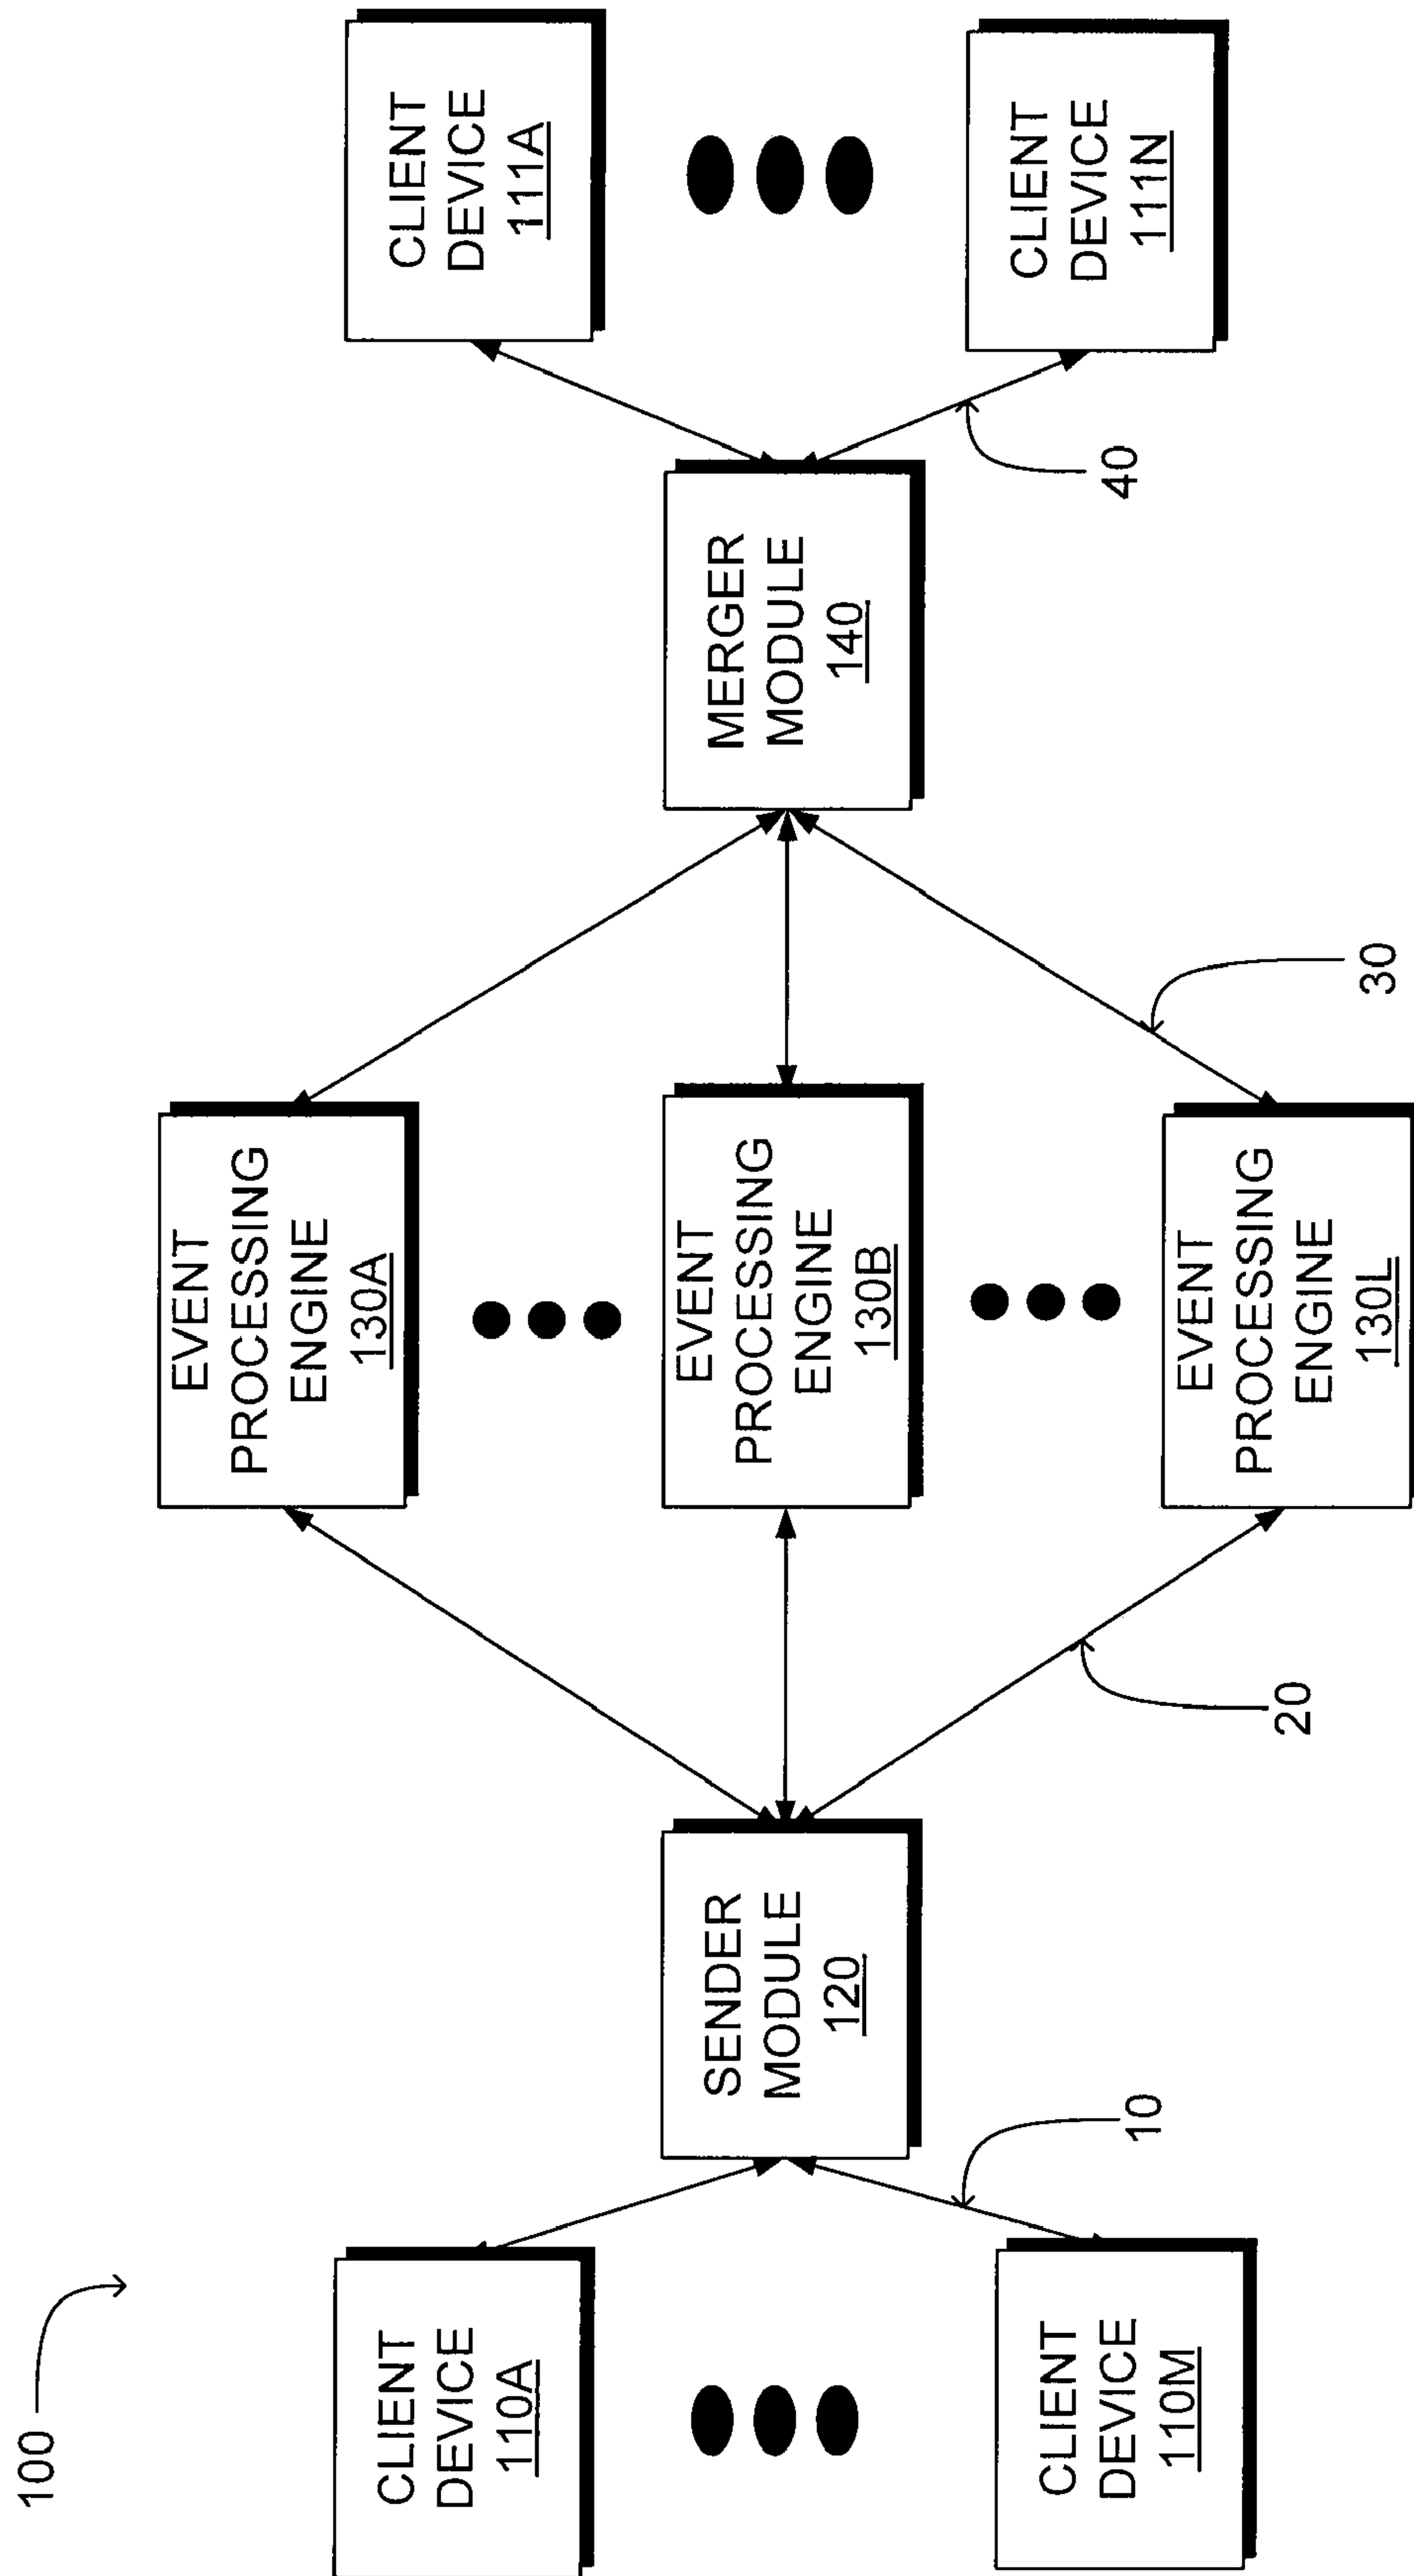 100
CLIENT
DEVICE
110A
CLIENT
DEVICE
110M
10
SENDER
MODULE
120
20
EVENT
PROCESSING
ENGINE
130A
EVENT
PROCESSING
ENGINE
130B
EVENT
PROCESSING
ENGINE
130L
30
MERGER
MODULE
140
40
CLIENT
DEVICE
111A
CLIENT
DEVICE
111N